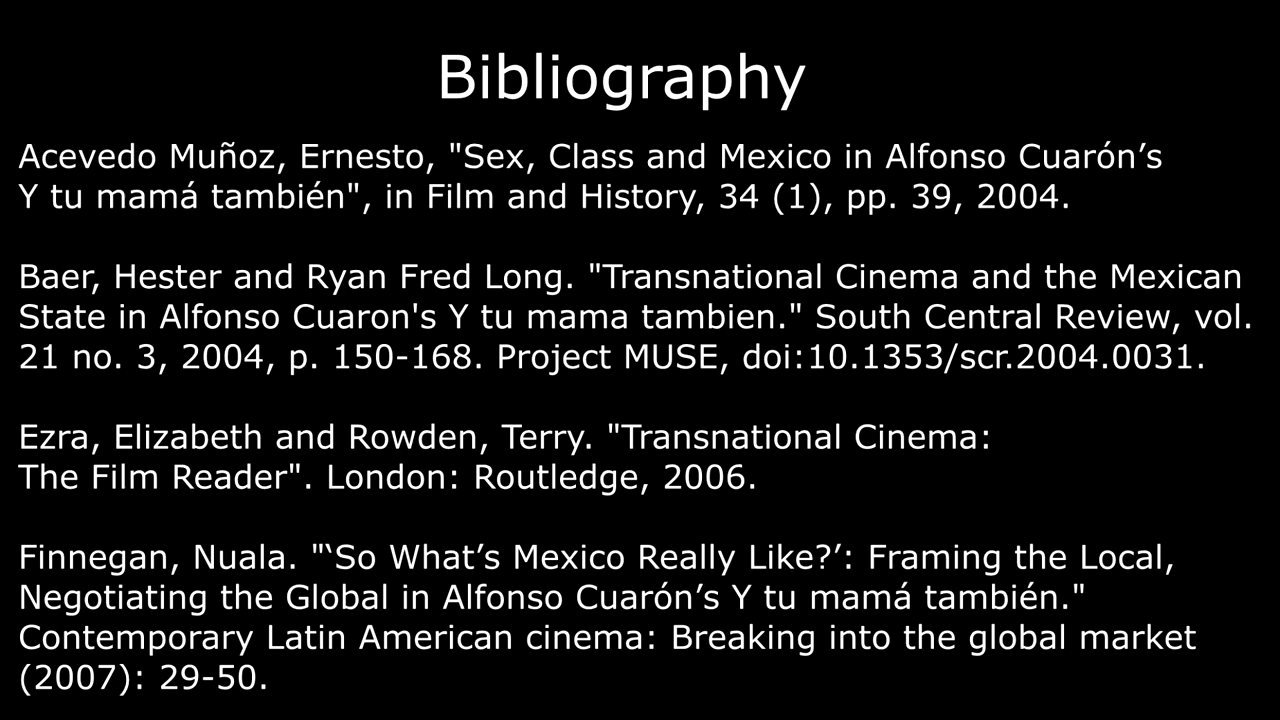 Bibliography
Acevedo Muñoz, Ernesto, "Sex, Class and Mexico in Alfonso Cuarón’s
Y tu mamá también", in Film and History, 34 (1), pp. 39, 2004.
Baer, Hester and Ryan Fred Long. "Transnational Cinema and the Mexican
State in Alfonso Cuaron's Y tu mama tambien." South Central Review, vol.
21 no. 3, 2004, p. 150-168. Project MUSE, doi:10.1353/scr.2004.0031.
Ezra, Elizabeth and Rowden, Terry. "Transnational Cinema:
The Film Reader". London: Routledge, 2006.
Finnegan, Nuala. "‘So What’s Mexico Really Like?’: Framing the Local,
Negotiating the Global in Alfonso Cuarón’s Y tu mamá también."
Contemporary Latin American cinema: Breaking into the global market
(2007): 29-50.